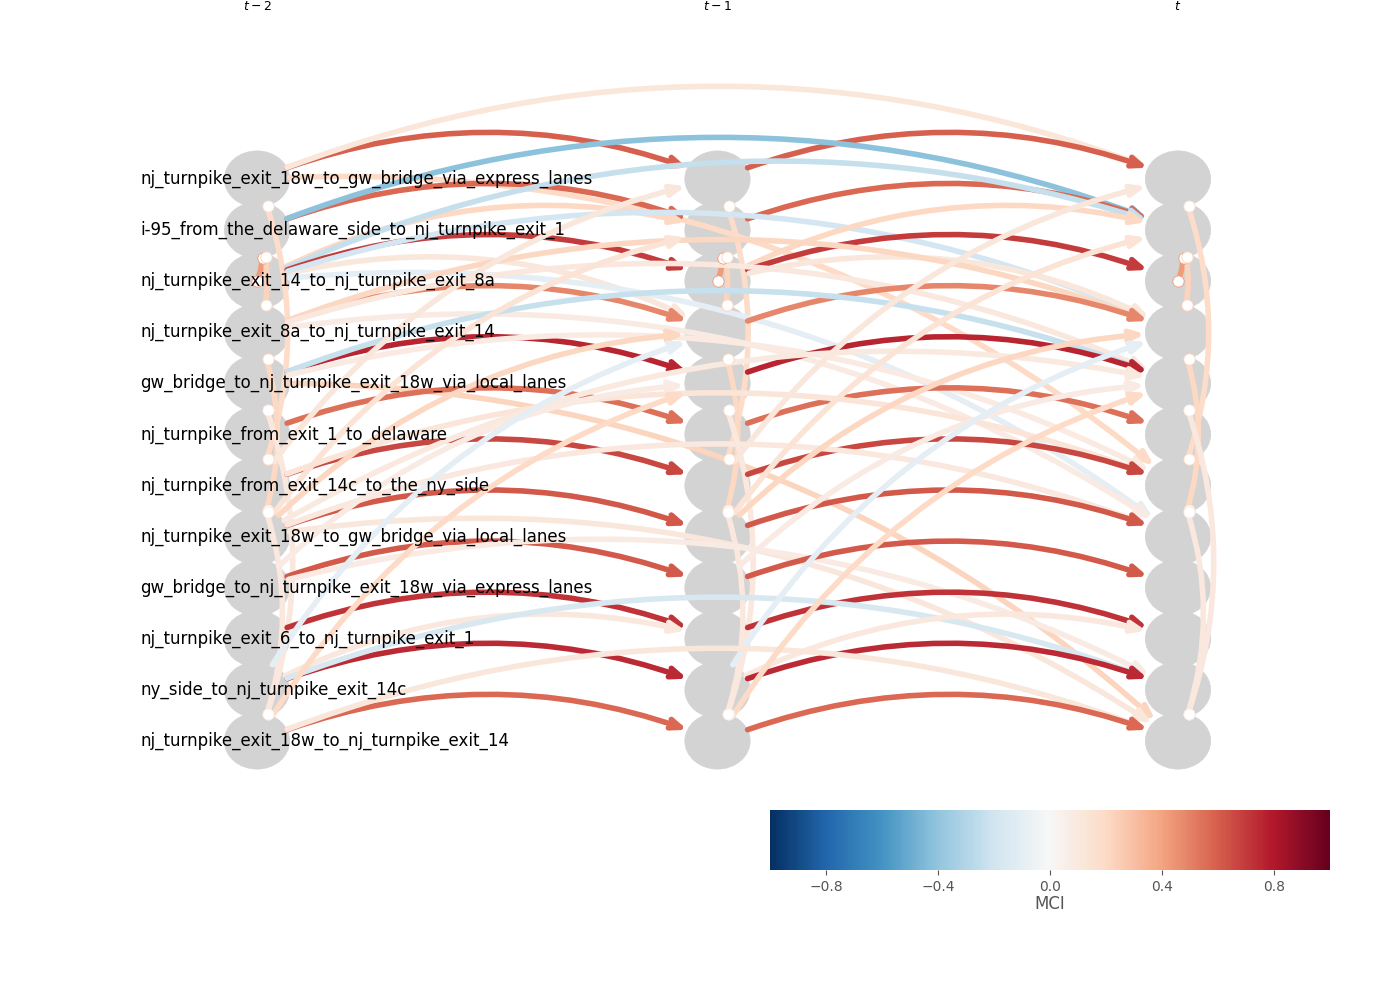 t − 2 t − 1 t
nj_turnpike_exit_18w_to_gw_bridge_via_express_lanes
i-95_from_the_delaware_side_to_nj_turnpike_exit_1
nj_turnpike_exit_14_to_nj_turnpike_exit_8a
nj_turnpike_exit_8a_to_nj_turnpike_exit_14
gw_bridge_to_nj_turnpike_exit_18w_via_local_lanes
nj_turnpike_from_exit_1_to_delaware
nj_turnpike_from_exit_14c_to_the_ny_side
nj_turnpike_exit_18w_to_gw_bridge_via_local_lanes
gw_bridge_to_nj_turnpike_exit_18w_via_express_lanes
nj_turnpike_exit_6_to_nj_turnpike_exit_1
ny_side_to_nj_turnpike_exit_14c
nj_turnpike_exit_18w_to_nj_turnpike_exit_14
−0.8 −0.4 0.0 0.4 0.8
MCI